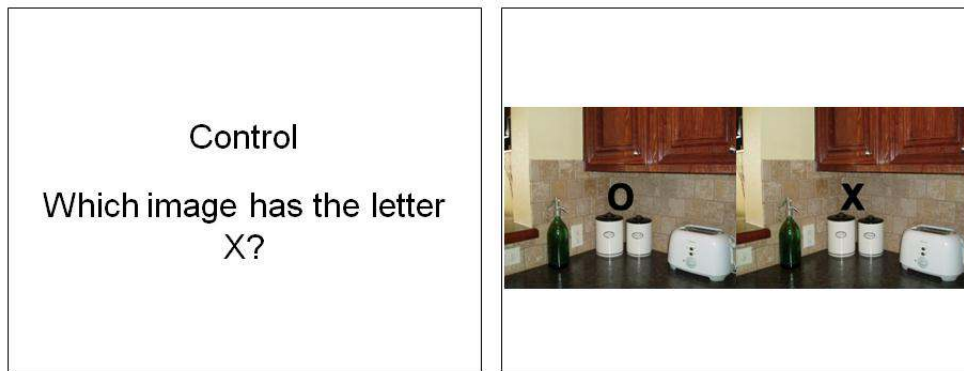 Control
Which image has the letter
X?
O
X